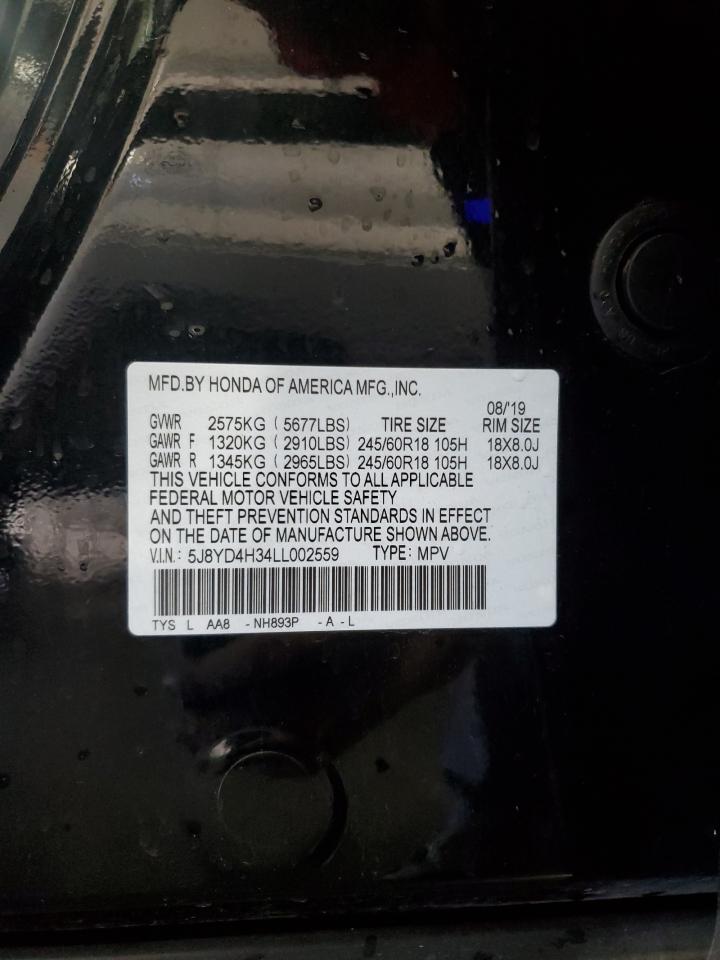 MFD.BY HONDA OF AMERICA MFG.,INC.
08/'19
GVWR 2575KG ( 5677LBS) TIRE SIZE RIM SIZE
GAWR F 1320KG ( 2910LBS) 245/60R18 105H 18X8.0J
GAWR R 1345KG ( 2965LBS) 245/60R18 105H 18X8.0J
THIS VEHICLE CONFORMS TO ALL APPLICABLE
FEDERAL MOTOR VEHICLE SAFETY
AND THEFT PREVENTION STANDARDS IN EFFECT
ON THE DATE OF MANUFACTURE SHOWN ABOVE.
V.I.N.: 5J8YD4H34LL002559 TYPE: MPV
TYS L AA8 - NH893P - A - L